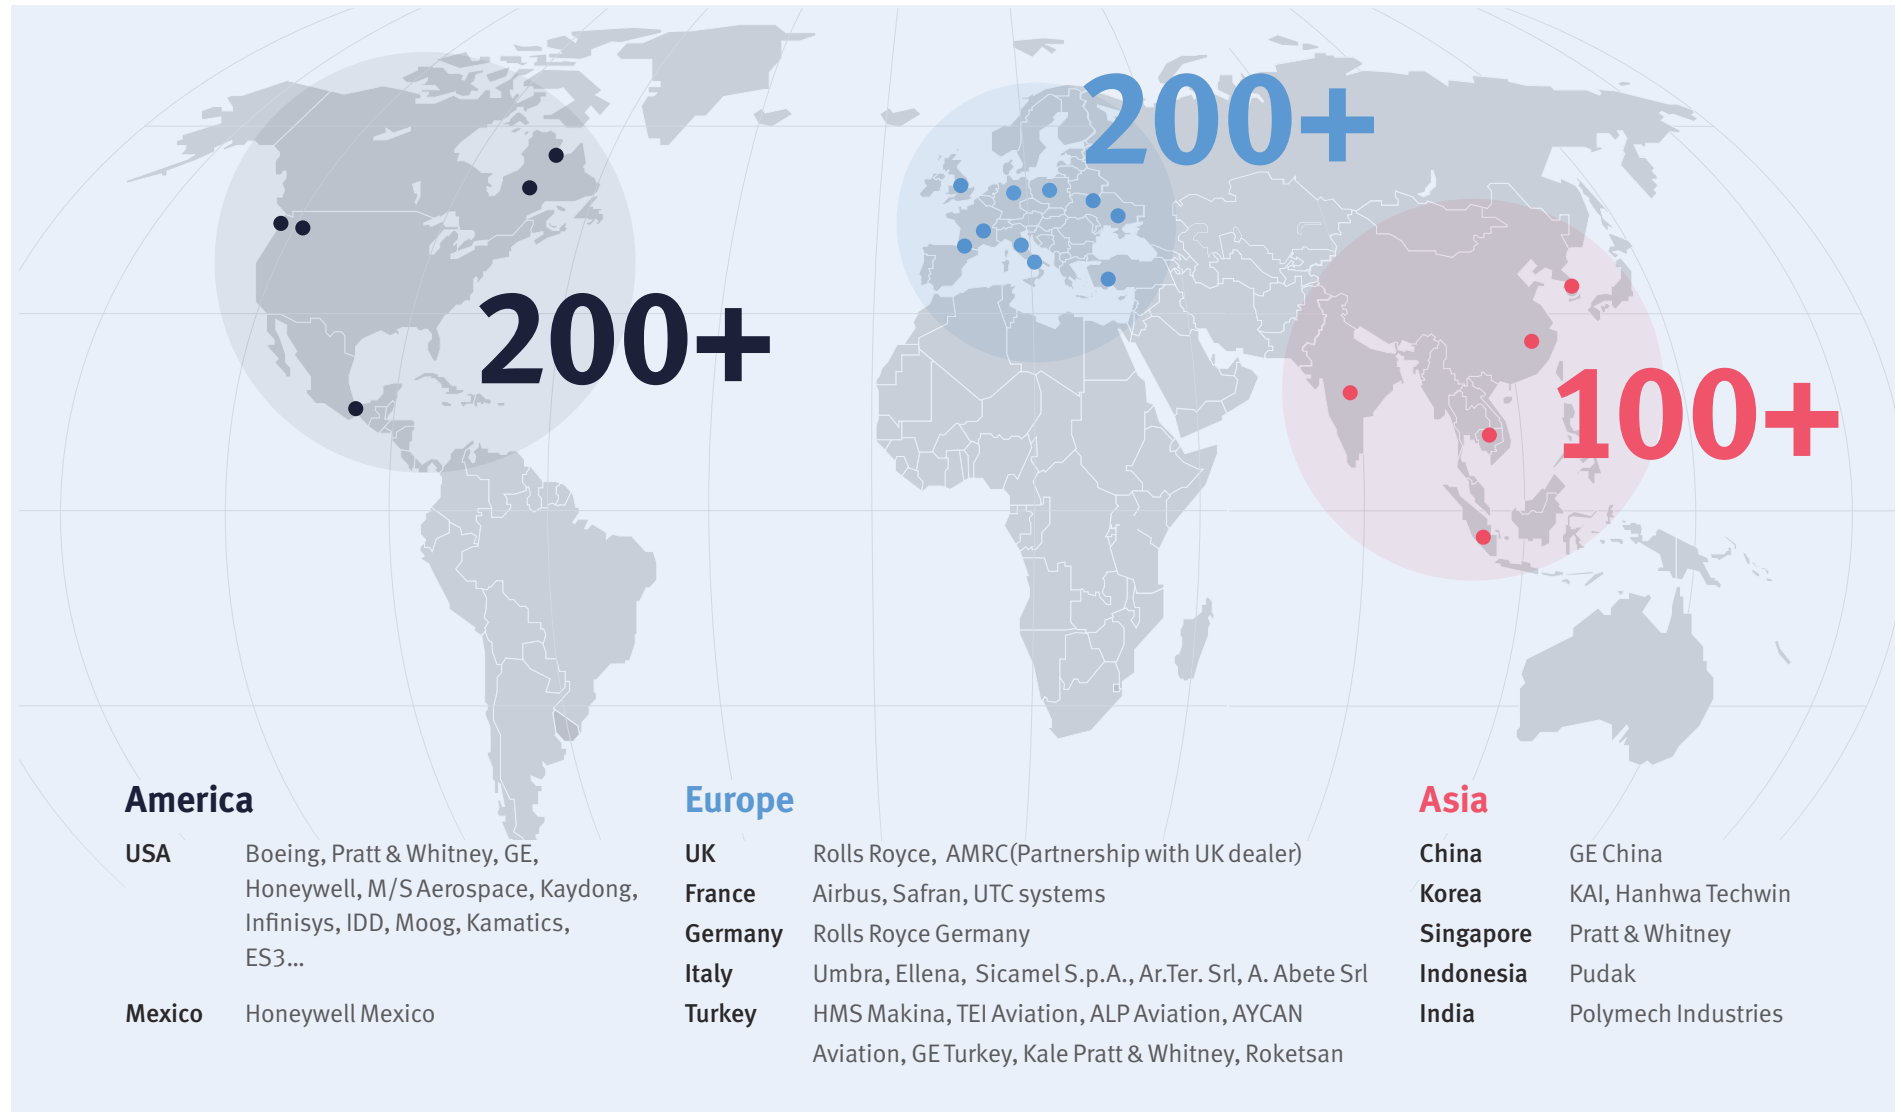 200+
200+
100+
America
USA Boeing, Pratt & Whitney, GE,
Honeywell, M/S Aerospace, Kaydong,
Infinisys, IDD, Moog, Kamatics,
ES3...
Mexico Honeywell Mexico
Europe
UK Rolls Royce, AMRC(Partnership with UK dealer)
France Airbus, Safran, UTC systems
Germany Rolls Royce Germany
Italy Umbra, Ellena, Sicamel S.p.A., Ar.Ter. Srl, A. Abete Srl
Turkey HMS Makina, TEI Aviation, ALP Aviation, AYCAN
Aviation, GE Turkey, Kale Pratt & Whitney, Roketsan
Asia
China GE China
Korea KAI, Hanhwa Techwin
Singapore Pratt & Whitney
Indonesia Pudak
India Polymech Industries